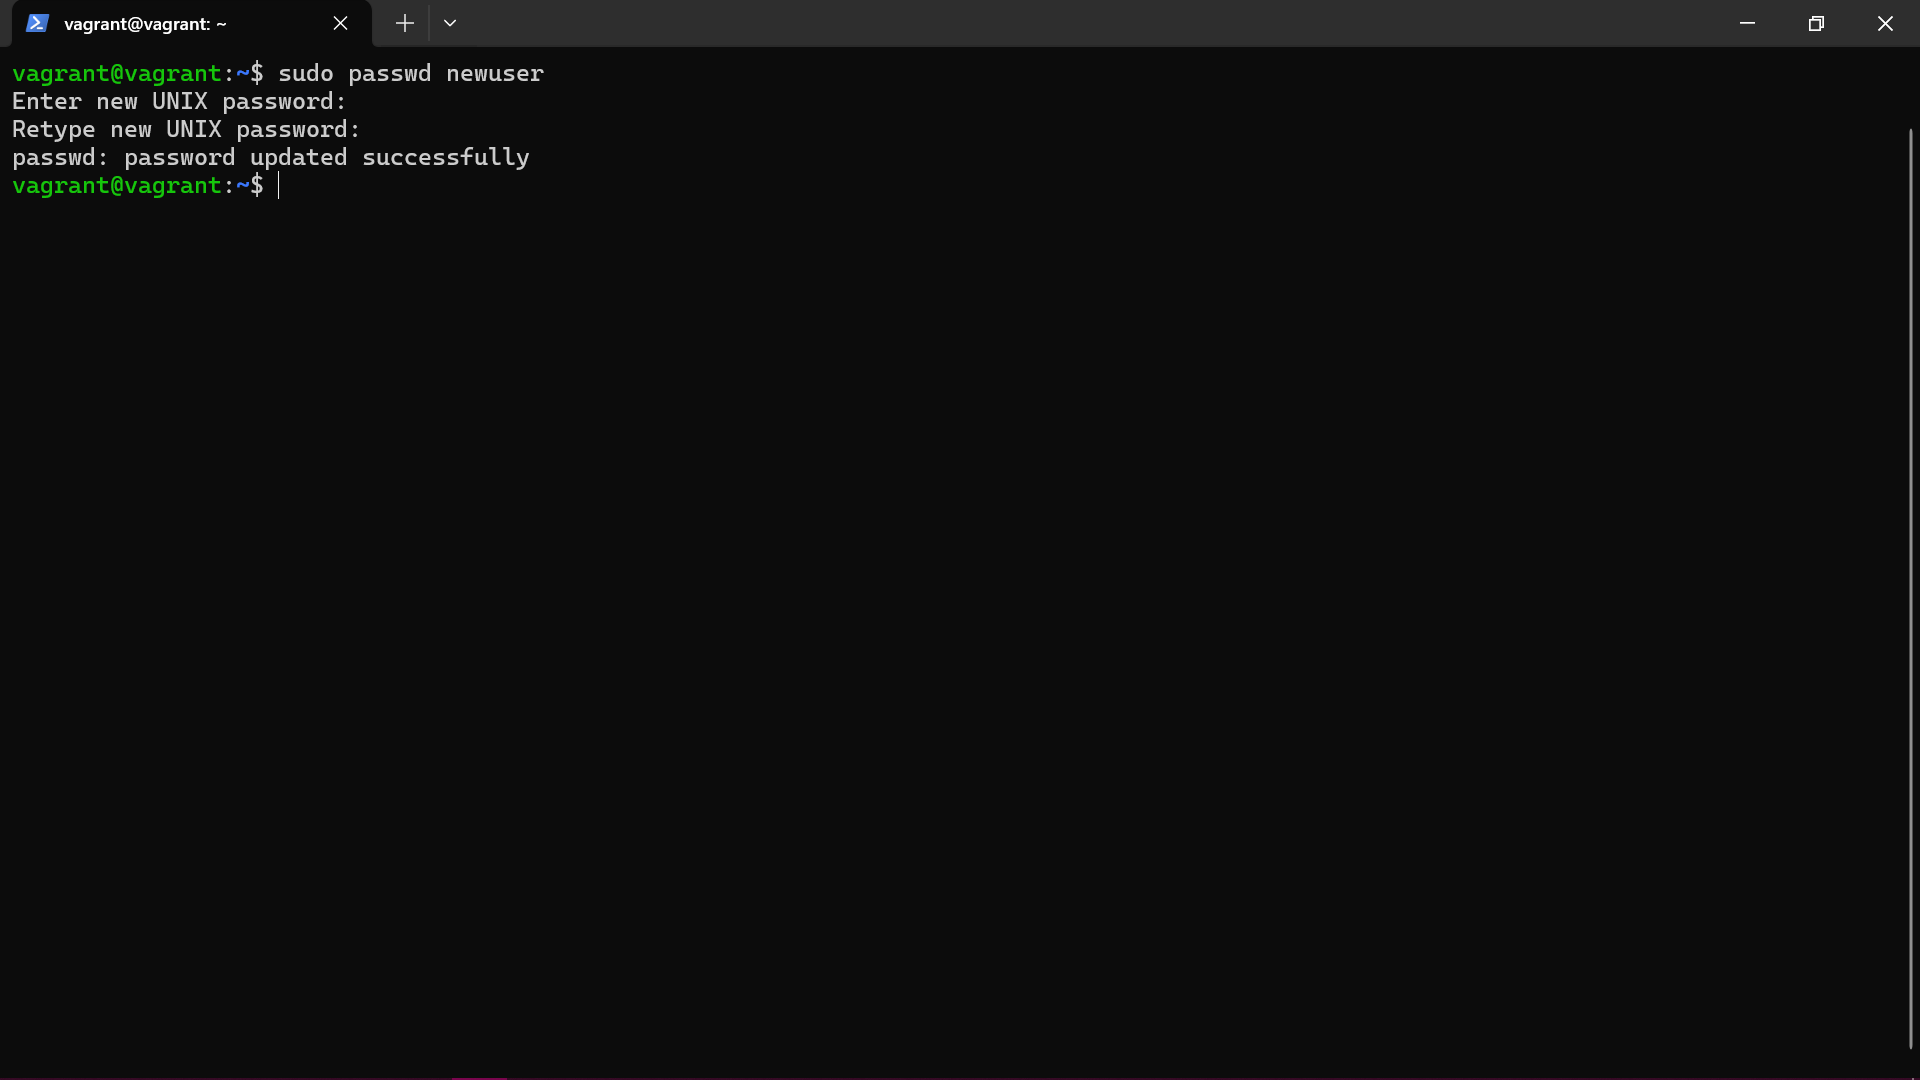 vagrant@vagrant: ~
vagrant@vagrant:~$ sudo passwd newuser
Enter new UNIX password:
Retype new UNIX password:
passwd: password updated successfully
vagrant@vagrant:~$